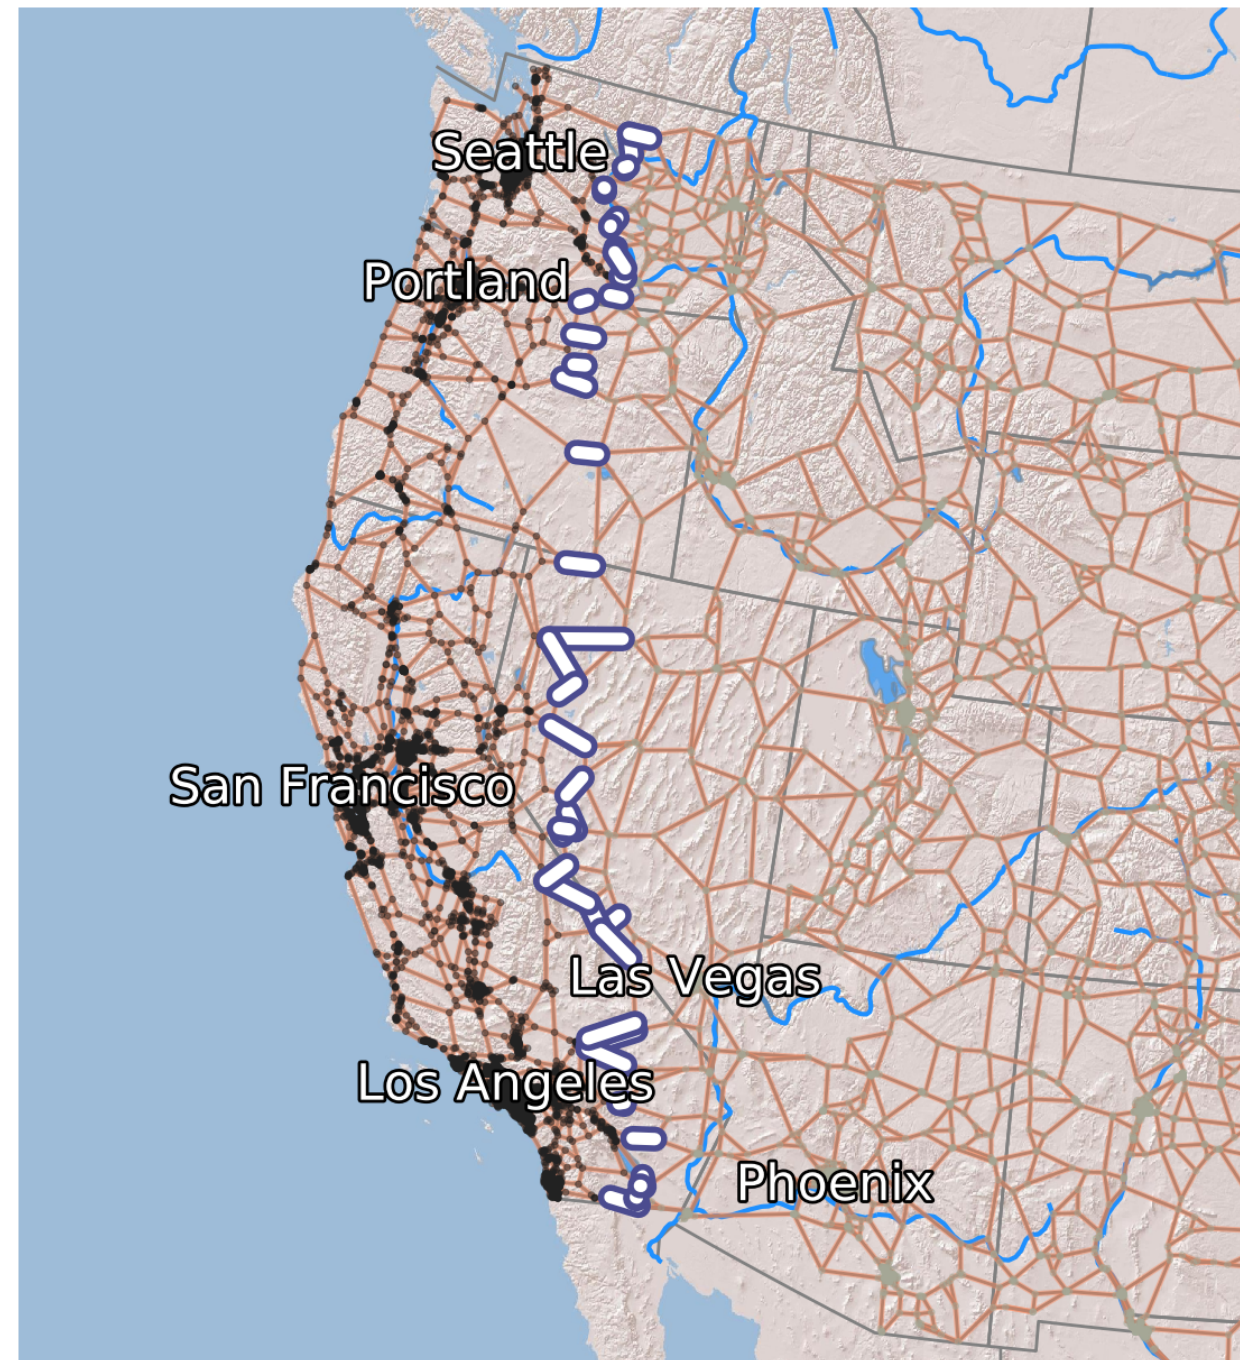 Seattle
Portland
San Francisco
Las Vegas
Los Angeles
Phoenix